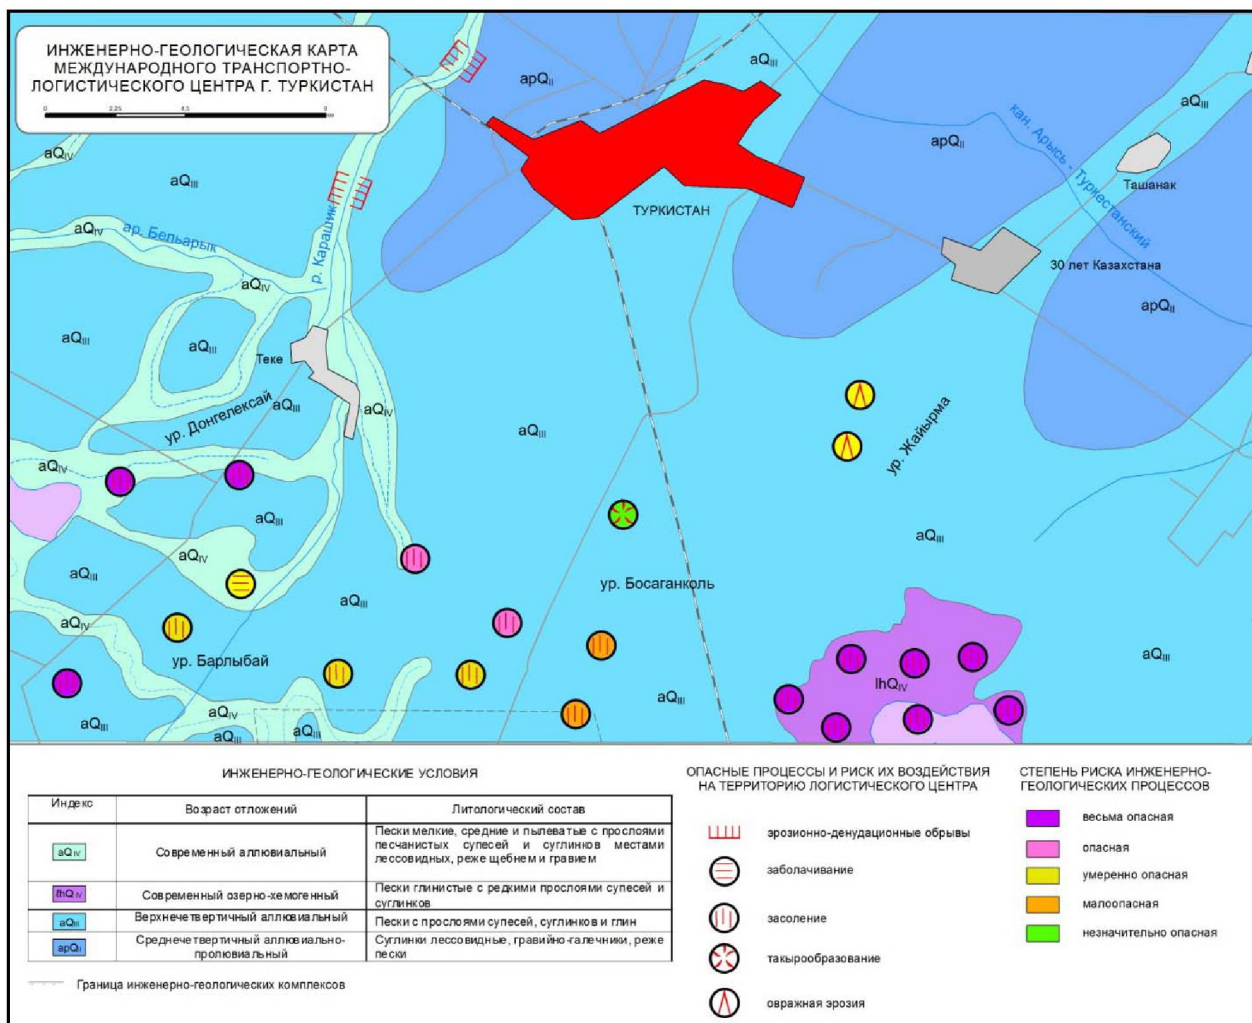 ИНЖЕНЕРНО-ГЕОЛОГИЧЕСКАЯ КАРТА
МЕЖДУНАРОДНОГО ТРАНСПОРТНО-
ЛОГИСТИЧЕСКОГО ЦЕНТРА Г. ТУРКИСТАН
0 2,25 4,5 9
aQIII
apQII
aQIII
кан. Арысь - Туркестанский
apQII
aQIV
aQIII
Ташанак
ТУРКИСТАН
aQIV
ар. Бельарык
р. Карашик
30 лет Казахстана
aQIV
apQII
aQIII
aQIII
Теке
ур. Донгелексай
aQIII
aQIV
aQIII
ур. Жайырма
aQIV
aQIII
aQIII
aQIV
aQIII
ур. Босаганколь
aQIII
aQIV
ур. Барлыбай
aQIII
lhQIV
aQIII
aQIII
aQIV
aQIII
aQIII
ИНЖЕНЕРНО-ГЕОЛОГИЧЕСКИЕ УСЛОВИЯ
Индекс Возраст отложений Литологический состав
aQIV Современный аллювиальный Пески мелкие, средние и пылеватые с прослоями
песчанистых супесей и суглинков местами
лессовидных, реже щебнем и гравием
lhQIV Современный озерно-хемогенный Пески глинистые с редкими прослоями супесей и
суглинков
aQIII Верхнечетвертичный аллювиальный Пески с прослоями супесей, суглинков и глин
apQII Среднечетвертичный аллювиально-
пролювиальный Суглинки лессовидные, гравийно-галечники, реже
пески
Граница инженерно-геологических комплексов
ОПАСНЫЕ ПРОЦЕССЫ И РИСК ИХ ВОЗДЕЙСТВИЯ
НА ТЕРРИТОРИЮ ЛОГИСТИЧЕСКОГО ЦЕНТРА
эрозионно-денудационные обрывы
заболачивание
засоление
такырообразование
овражная эрозия
СТЕПЕНЬ РИСКА ИНЖЕНЕРНО-
ГЕОЛОГИЧЕСКИХ ПРОЦЕССОВ
весьма опасная
опасная
умеренно опасная
малоопасная
незначительно опасная